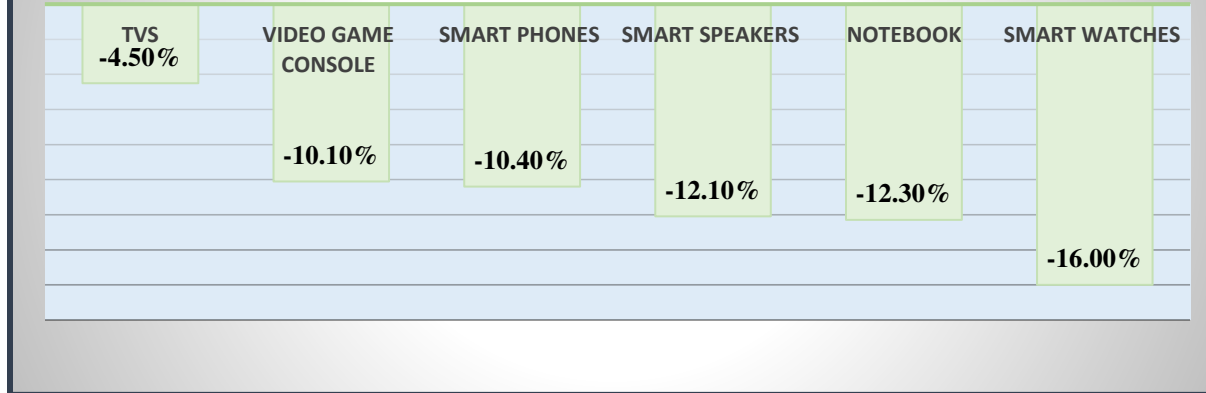 TVS
-4.50%
VIDEO GAME
CONSOLE
-10.10%
SMART PHONES
-10.40%
SMART SPEAKERS
-12.10%
NOTEBOOK
-12.30%
SMART WATCHES
-16.00%